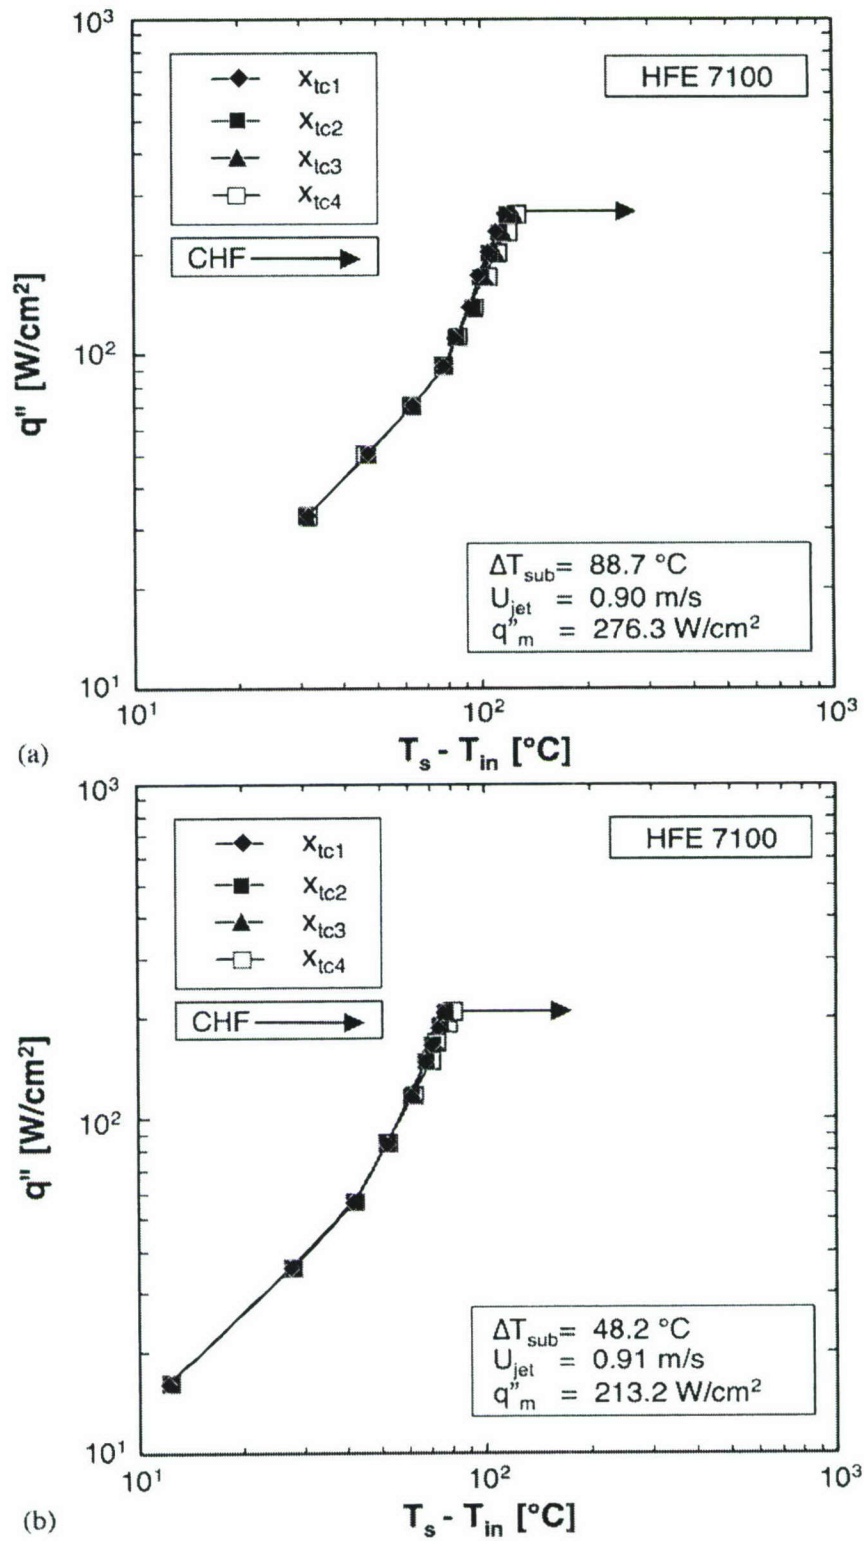 10³
x_tc1
x_tc2
x_tc3
x_tc4
HFE 7100
CHF
q" [W/cm²]
10²
ΔT_sub= 88.7 °C
U_jet = 0.90 m/s
q"_m = 276.3 W/cm²
10¹
10¹ 10² 10³
(a) T_s - T_in [°C]
10³
x_tc1
x_tc2
x_tc3
x_tc4
HFE 7100
CHF
q" [W/cm²]
10²
ΔT_sub= 48.2 °C
U_jet = 0.91 m/s
q"_m = 213.2 W/cm²
10¹
10¹ 10² 10³
(b) T_s - T_in [°C]